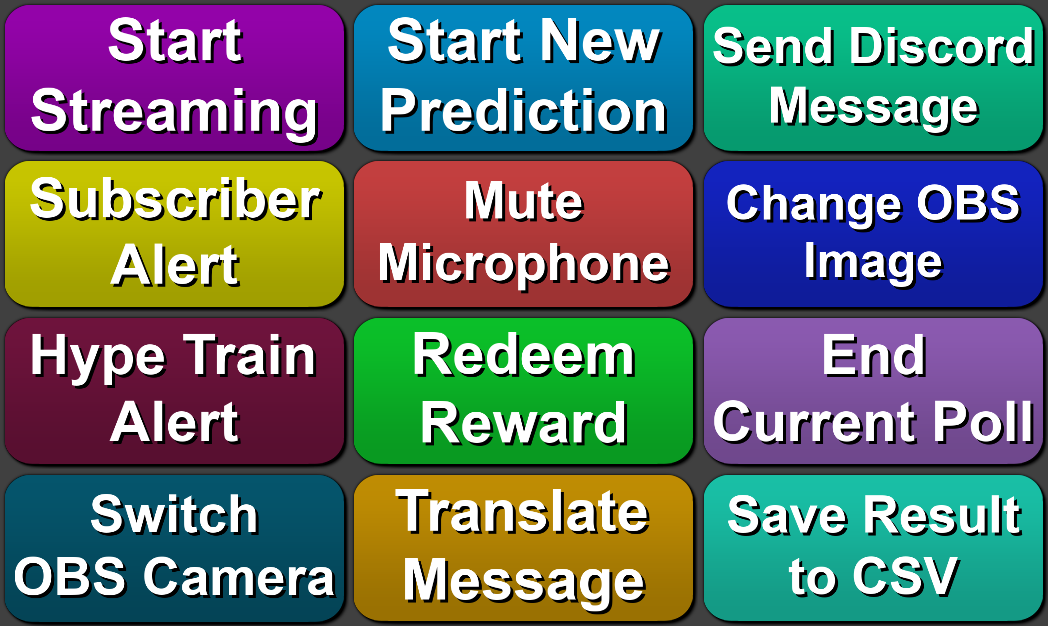 Start
Streaming
Start New
Prediction
Send Discord
Message
Subscriber
Alert
Mute
Microphone
Change OBS
Image
Hype Train
Alert
Redeem
Reward
End
Current Poll
Switch
OBS Camera
Translate
Message
Save Result
to CSV